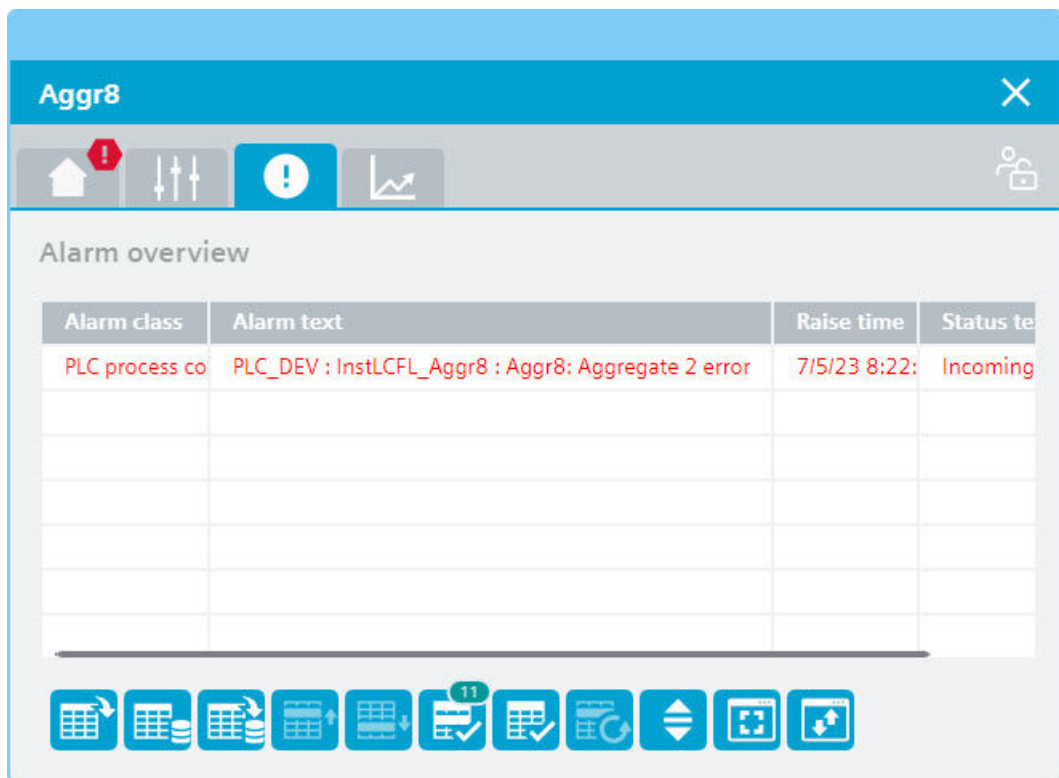 Aggr8
!
!
Alarm overview
Alarm class Alarm text Raise time Status te
PLC process co PLC_DEV : InstLCFL_Aggr8 : Aggr8: Aggregate 2 error 7/5/23 8:22: Incoming
11